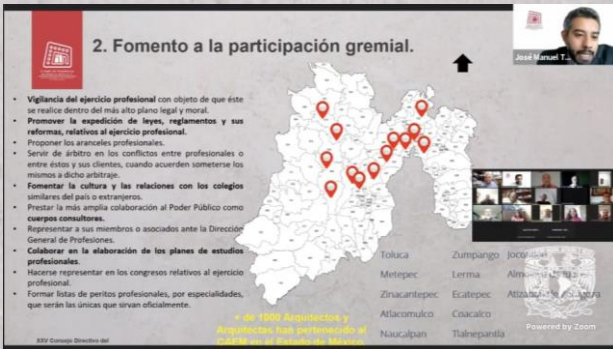 2. Fomento a la participación gremial.
José Manuel T...
• Vigilancia del ejercicio profesional con objeto de que éste
se realice dentro del más alto plano legal y moral.
• Promover la expedición de leyes, reglamentos y sus
reformas, relativos al ejercicio profesional.
• Proponer los aranceles profesionales.
• Servir de árbitro en los conflictos entre profesionales o
entre éstos y sus clientes, cuando acuerden someterse los
mismos a dicho arbitraje.
• Fomentar la cultura y las relaciones con los colegios
similares del país o extranjeros.
• Prestar la más amplia colaboración al Poder Público como
cuerpos consultores.
• Representar a sus miembros o asociados ante la Dirección
General de Profesiones.
• Colaborar en la elaboración de los planes de estudios
profesionales.
• Hacerse representar en los congresos relativos al ejercicio
profesional.
• Formar listas de peritos profesionales, por especialidades,
que serán las únicas que sirvan oficialmente.
Toluca Zumpango
Metepec Lerma
Zinacantepec Ecatepec
Atlacomulco Coacalco
Naucalpan Tlalnepantla
+ de 1000 Arquitectos y
Arquitectas han pertenecido al
CAEM en el Estado de México
XXV Consejo Directivo del
Powered by Zoom